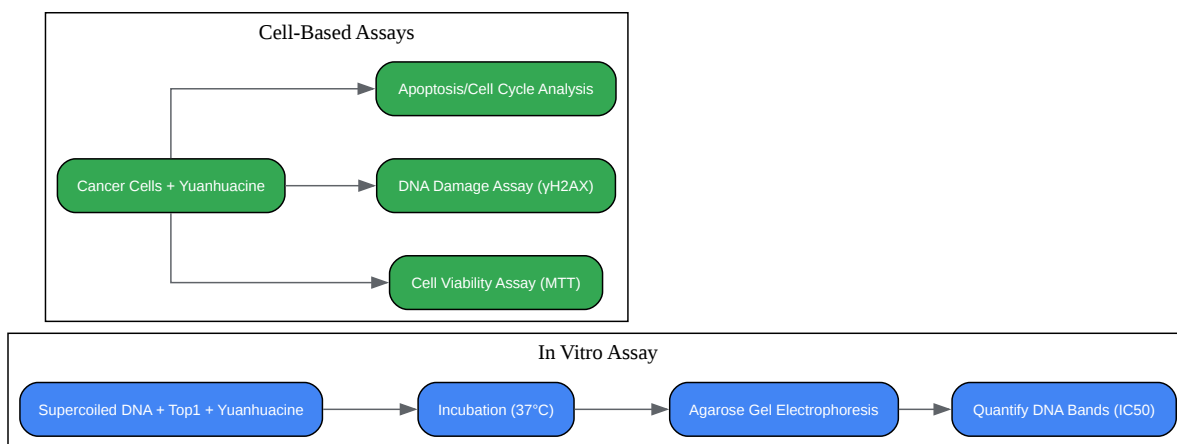 Cell-Based Assays
Apoptosis/Cell Cycle Analysis
Cancer Cells + Yuanhuacine
DNA Damage Assay (γH2AX)
Cell Viability Assay (MTT)
In Vitro Assay
Supercoiled DNA + Top1 + Yuanhuacine
Incubation (37°C)
Agarose Gel Electrophoresis
Quantify DNA Bands (IC50)